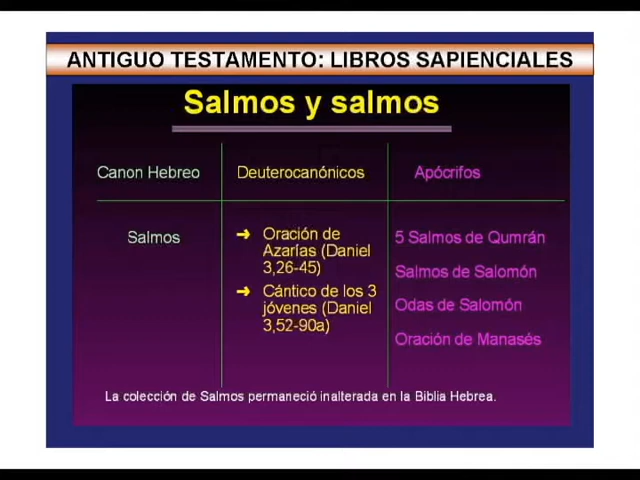 ANTIGUO TESTAMENTO: LIBROS SAPIENCIALES
Salmos y salmos
Canon Hebreo
Deuterocanónicos
Apócrifos
Salmos
➜ Oración de
Azarías (Daniel
3,26-45)
➜ Cántico de los 3
jóvenes (Daniel
3,52-90a)
5 Salmos de Qumrán
Salmos de Salomón
Odas de Salomón
Oración de Manasés
La colección de Salmos permaneció inalterada en la Biblia Hebrea.